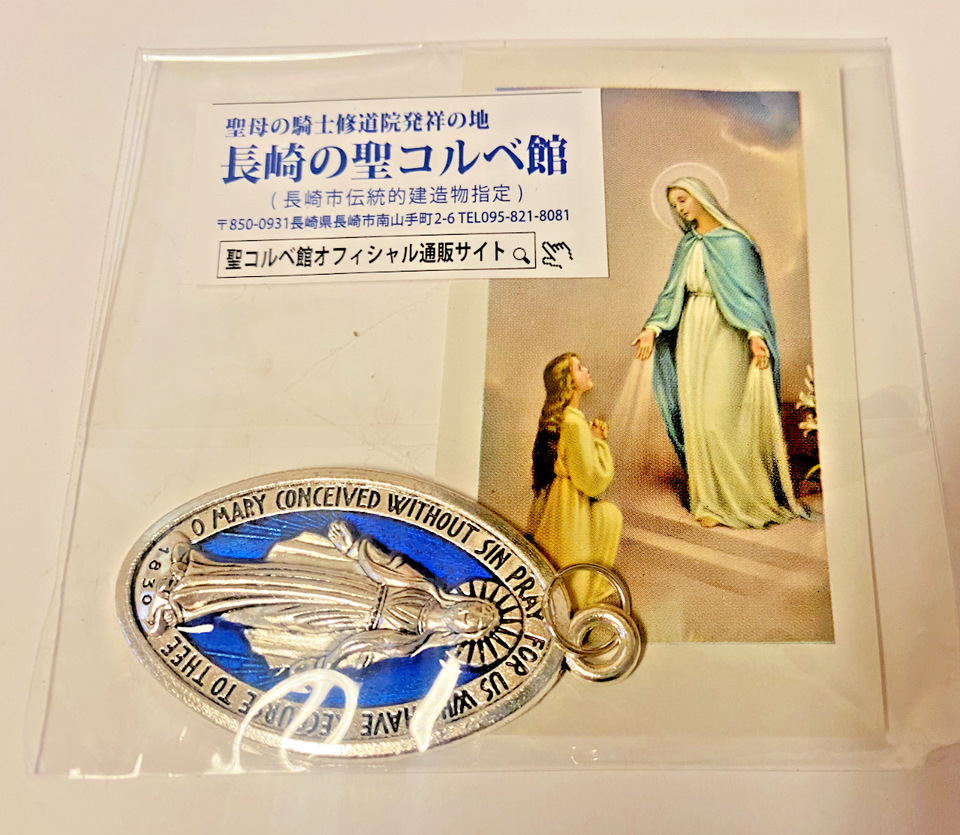 聖母の騎士修道院発祥の地
長崎の聖コルベ館
(長崎市伝統的建造物指定)
〒850-0931長崎県長崎市南山手町2-6 TEL095-821-8081
聖コルベ館オフィシャル通販サイト
O MARY CONCEIVED WITHOUT SIN PRAY FOR US WHO HAVE RECOURSE TO THEE
1830